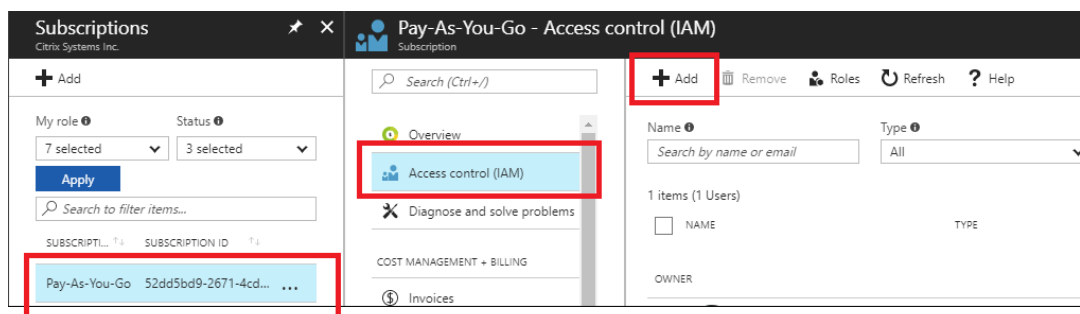 Subscriptions
Citrix Systems Inc.
Add
My role
Status
7 selected
3 selected
Apply
Search to filter items...
SUBSCRIPTI...
SUBSCRIPTION ID
Pay-As-You-Go 52dd5bd9-2671-4cd... ...
Pay-As-You-Go - Access control (IAM)
Subscription
Search (Ctrl+/)
Overview
Access control (IAM)
Diagnose and solve problems
COST MANAGEMENT + BILLING
Invoices
Add Remove Roles Refresh ? Help
Name
Type
Search by name or email
All
1 items (1 Users)
NAME
TYPE
OWNER